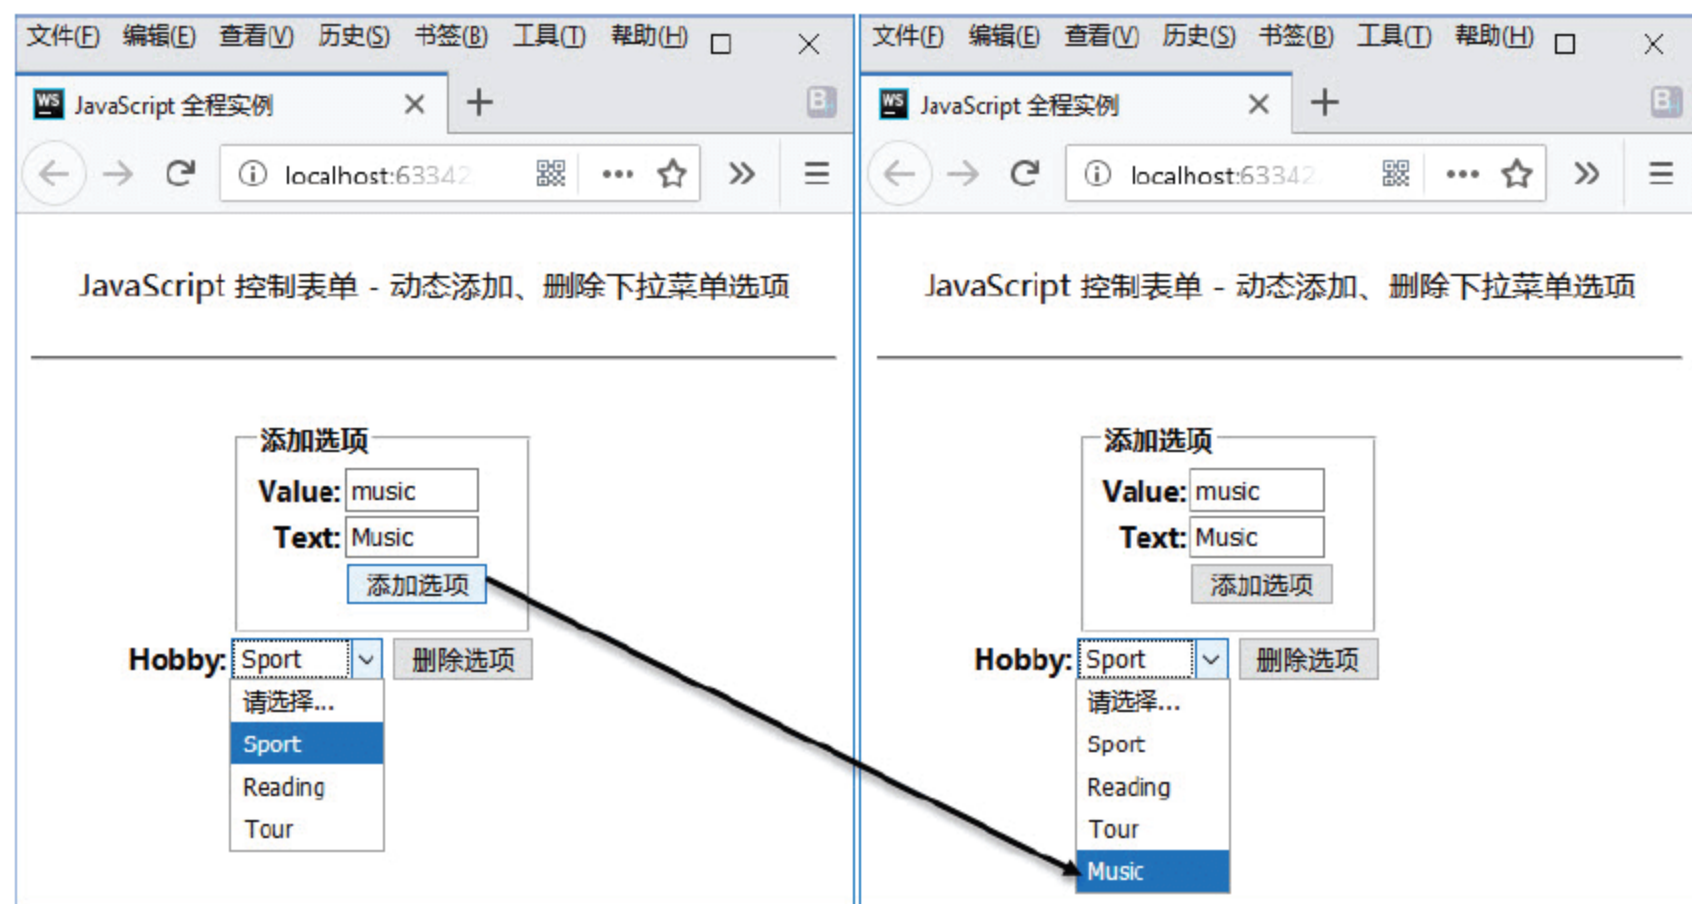 文件(F) 编辑(E) 查看(V) 历史(S) 书签(B) 工具(T) 帮助(H)
WS JavaScript 全程实例
localhost:63342
JavaScript 控制表单 - 动态添加、删除下拉菜单选项
添加选项
Value: music
Text: Music
添加选项
Hobby: Sport 删除选项
请选择...
Sport
Reading
Tour
文件(F) 编辑(E) 查看(V) 历史(S) 书签(B) 工具(T) 帮助(H)
WS JavaScript 全程实例
localhost:63342
JavaScript 控制表单 - 动态添加、删除下拉菜单选项
添加选项
Value: music
Text: Music
添加选项
Hobby: Sport 删除选项
请选择...
Sport
Reading
Tour
Music